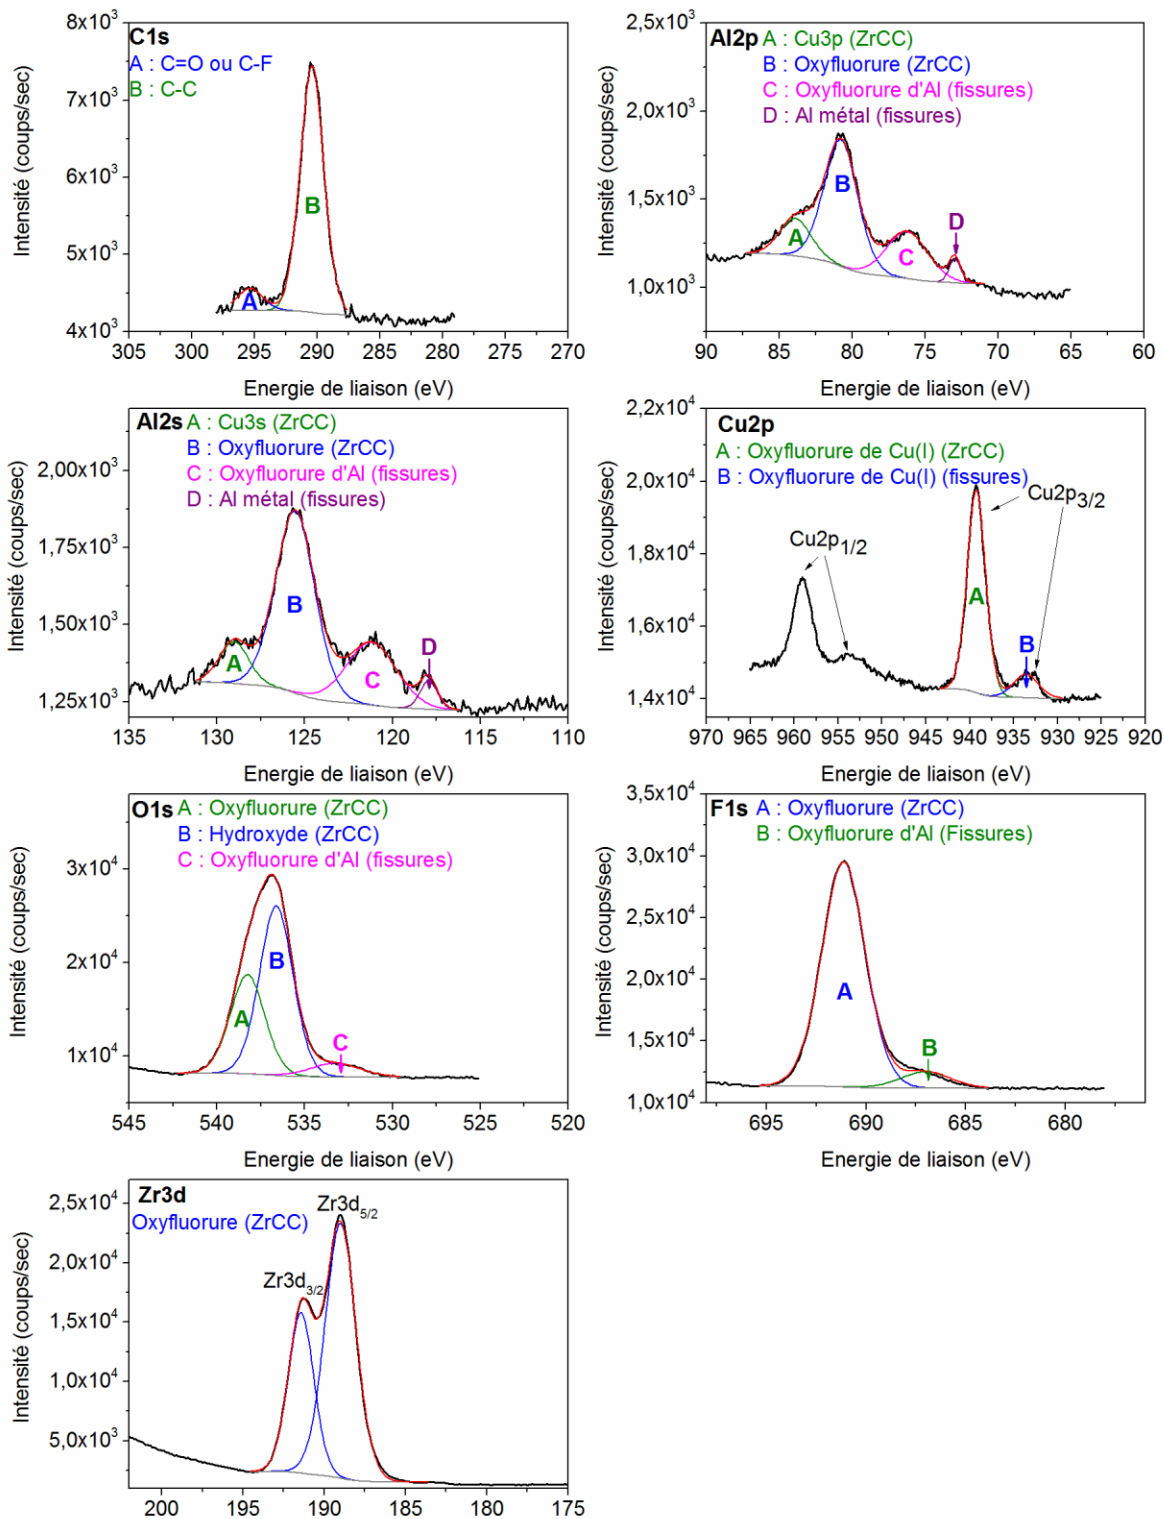 C1s
A : C=O ou C-F
B : C-C
8x10³
7x10³
6x10³
5x10³
4x10³
A
B
305 300 295 290 285 280 275 270
Intensité (coups/sec)
Energie de liaison (eV)
Al2p A : Cu3p (ZrCC)
B : Oxyfluorure (ZrCC)
C : Oxyfluorure d'Al (fissures)
D : Al métal (fissures)
2,5x10³
2,0x10³
1,5x10³
1,0x10³
A
B
C
D
90 85 80 75 70 65 60
Intensité (coups/sec)
Energie de liaison (eV)
Al2s A : Cu3s (ZrCC)
B : Oxyfluorure (ZrCC)
C : Oxyfluorure d'Al (fissures)
D : Al métal (fissures)
2,00x10³
1,75x10³
1,50x10³
1,25x10³
A
B
C
D
135 130 125 120 115 110
Intensité (coups/sec)
Energie de liaison (eV)
Cu2p
A : Oxyfluorure de Cu(I) (ZrCC)
B : Oxyfluorure de Cu(I) (fissures)
Cu2p3/2
Cu2p1/2
2,2x10⁴
2,0x10⁴
1,8x10⁴
1,6x10⁴
1,4x10⁴
A
B
970 965 960 955 950 945 940 935 930 925 920
Intensité (coups/sec)
Energie de liaison (eV)
O1s A : Oxyfluorure (ZrCC)
B : Hydroxyde (ZrCC)
C : Oxyfluorure d'Al (fissures)
3x10⁴
2x10⁴
1x10⁴
A
B
C
545 540 535 530 525 520
Intensité (coups/sec)
Energie de liaison (eV)
F1s A : Oxyfluorure (ZrCC)
B : Oxyfluorure d'Al (Fissures)
3,5x10⁴
3,0x10⁴
2,5x10⁴
2,0x10⁴
1,5x10⁴
1,0x10⁴
A
B
695 690 685 680
Intensité (coups/sec)
Energie de liaison (eV)
Zr3d
Oxyfluorure (ZrCC)
Zr3d5/2
Zr3d3/2
2,5x10⁴
2,0x10⁴
1,5x10⁴
1,0x10⁴
5,0x10³
200 195 190 185 180 175
Intensité (coups/sec)